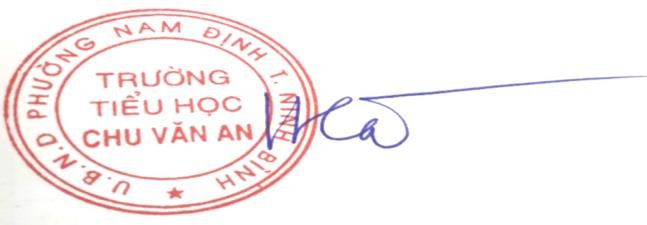 U.B.N.D PHƯỜNG NAM ĐỊNH T. NINH BÌNH
TRƯỜNG
TIỂU HỌC
CHU VĂN AN